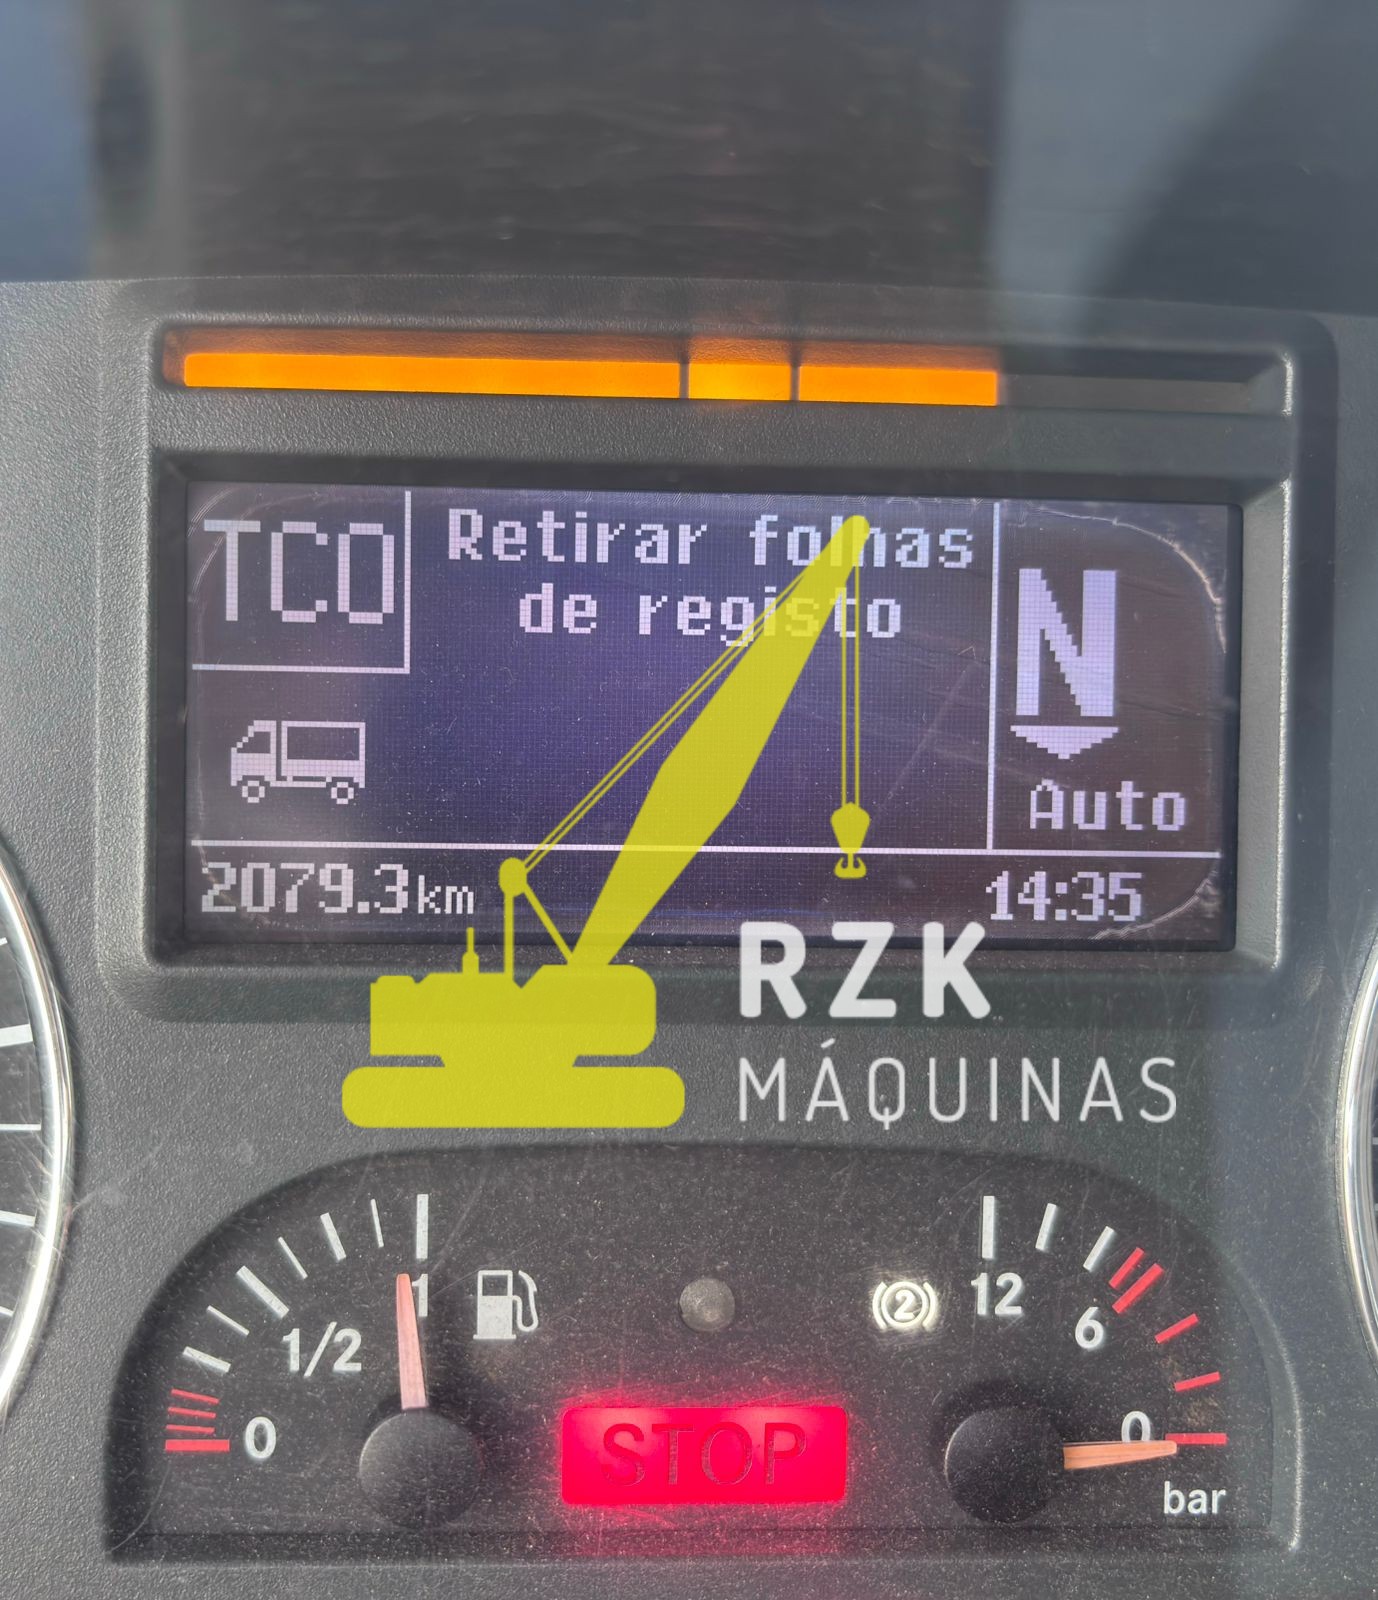 TCO
Retirar folhas
de registo
N
Auto
2079.3km
14:35
RZK
MÁQUINAS
1
1/2
0
2
12
6
0
STOP
bar